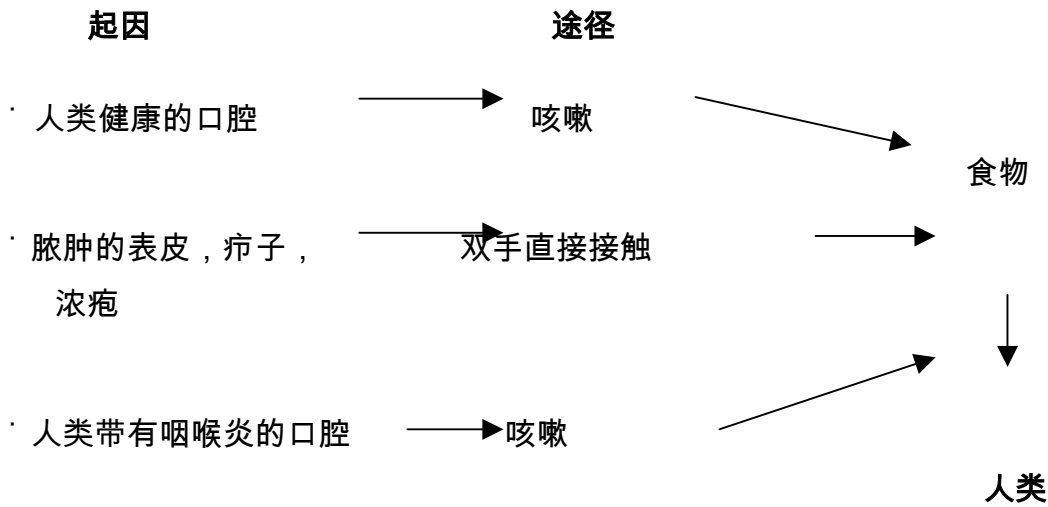 起因 途径
· 人类健康的口腔 咳嗽
食物
· 脓肿的表皮，疖子， 双手直接接触
浓疱
· 人类带有咽喉炎的口腔 咳嗽
人类